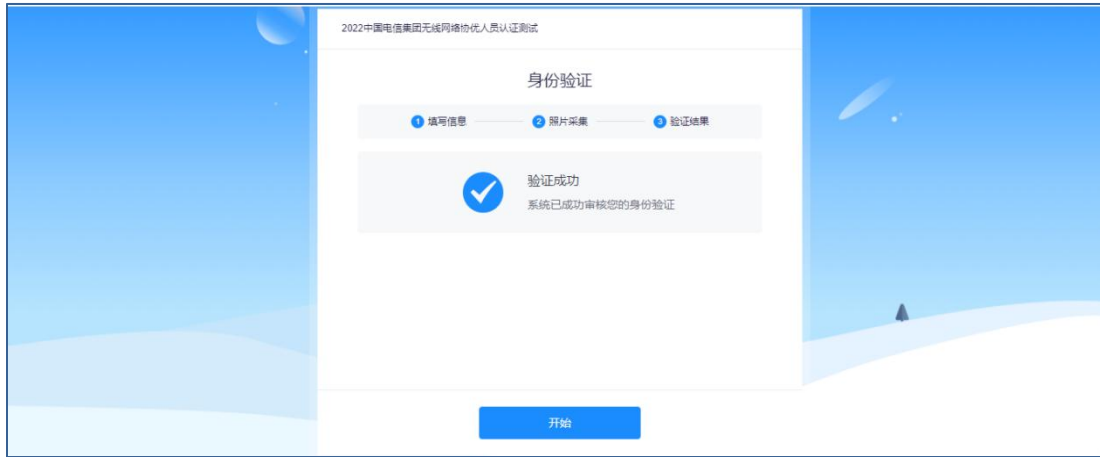 2022中国电信集团无线网络协优人员认证测试
身份验证
1 填写信息 2 照片采集 3 验证结果
验证成功
系统已成功审核您的身份验证
开始